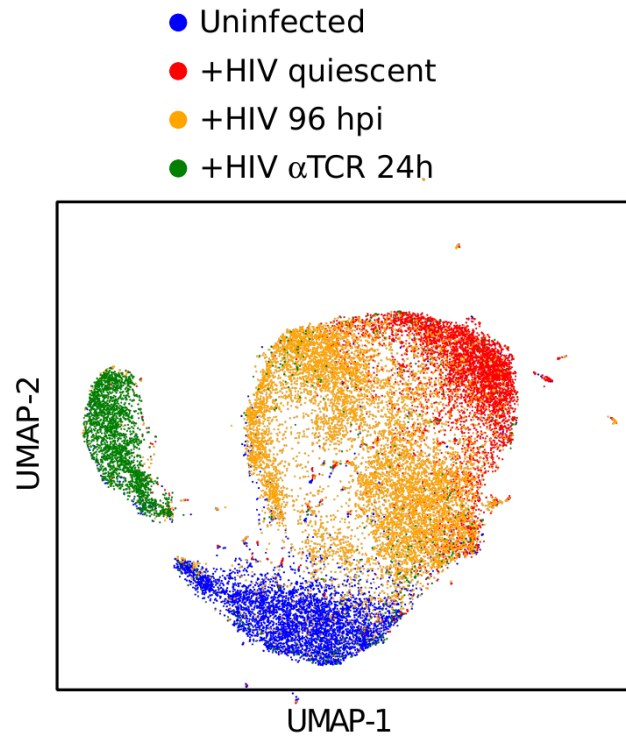 Uninfected
+HIV quiescent
+HIV 96 hpi
+HIV αTCR 24h
UMAP-2
UMAP-1